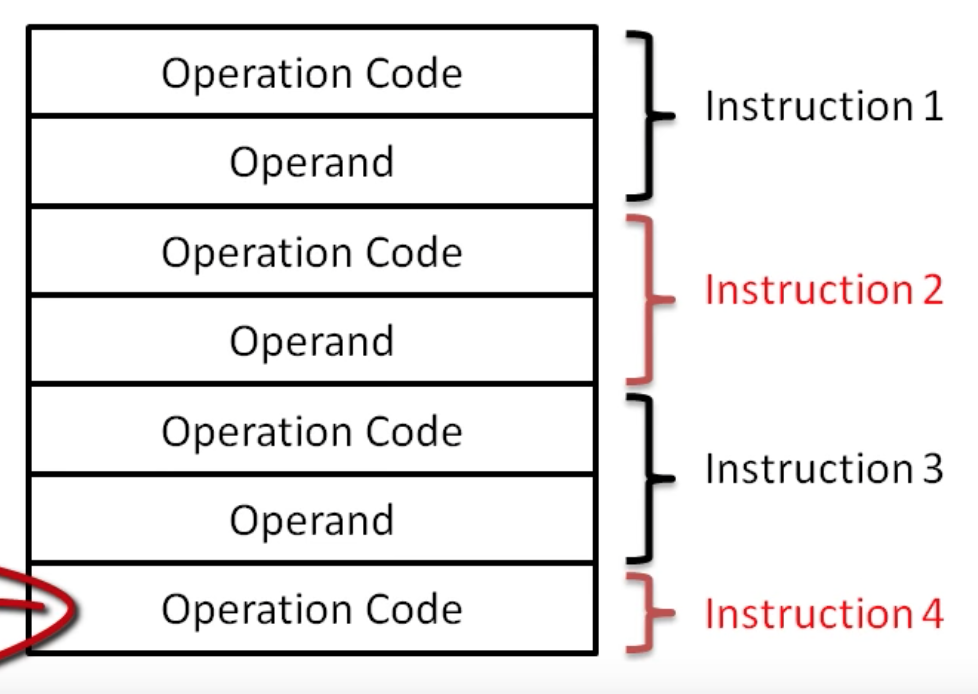 Operation Code
Instruction 1
Operand
Operation Code
Instruction 2
Operand
Operation Code
Instruction 3
Operand
Operation Code
Instruction 4